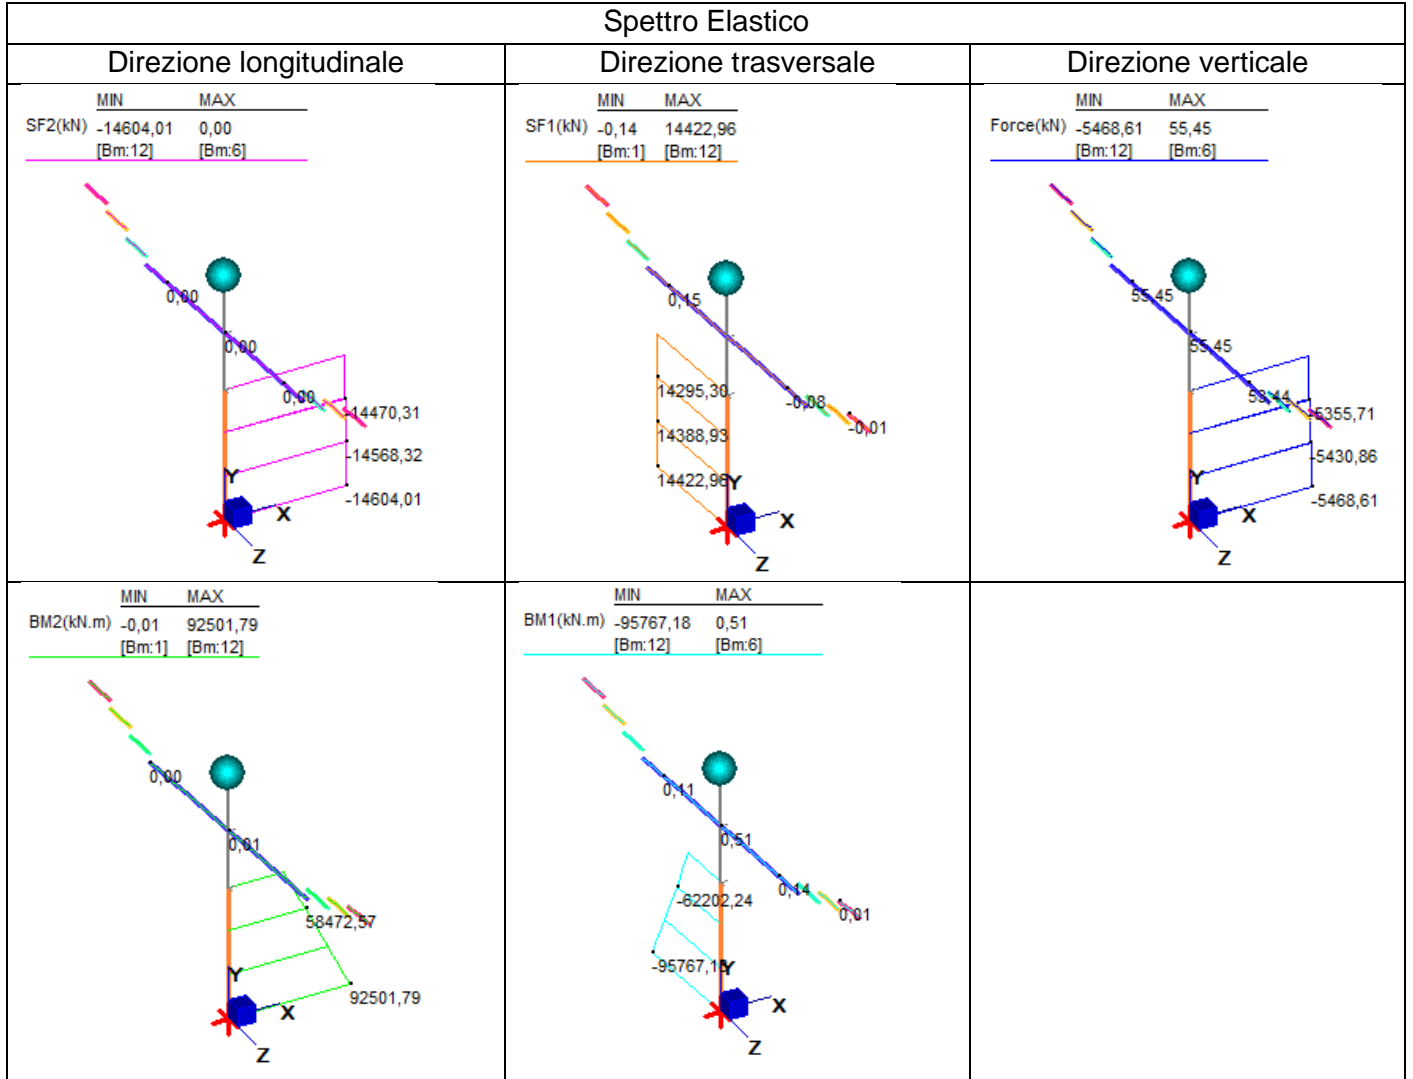 Spettro Elastico
Direzione longitudinale
Direzione trasversale
Direzione verticale
MIN MAX
SF2(kN) -14604,01 0,00
[Bm:12] [Bm:6]
0,00
0,00
0,00
-14470,31
-14568,32
-14604,01
Y
X
Z
MIN MAX
SF1(kN) -0,14 14422,96
[Bm:1] [Bm:12]
0,15
-0,08
-0,01
14295,30
14388,93
14422,96
Y
X
Z
MIN MAX
Force(kN) -5468,61 55,45
[Bm:12] [Bm:6]
55,45
55,45
53,44
-5355,71
-5430,86
-5468,61
Y
X
Z
MIN MAX
BM2(kN.m) -0,01 92501,79
[Bm:1] [Bm:12]
0,00
0,01
58472,57
92501,79
Y
X
Z
MIN MAX
BM1(kN.m) -95767,18 0,51
[Bm:12] [Bm:6]
0,11
0,51
0,14
0,01
-62202,24
-95767,18
Y
X
Z